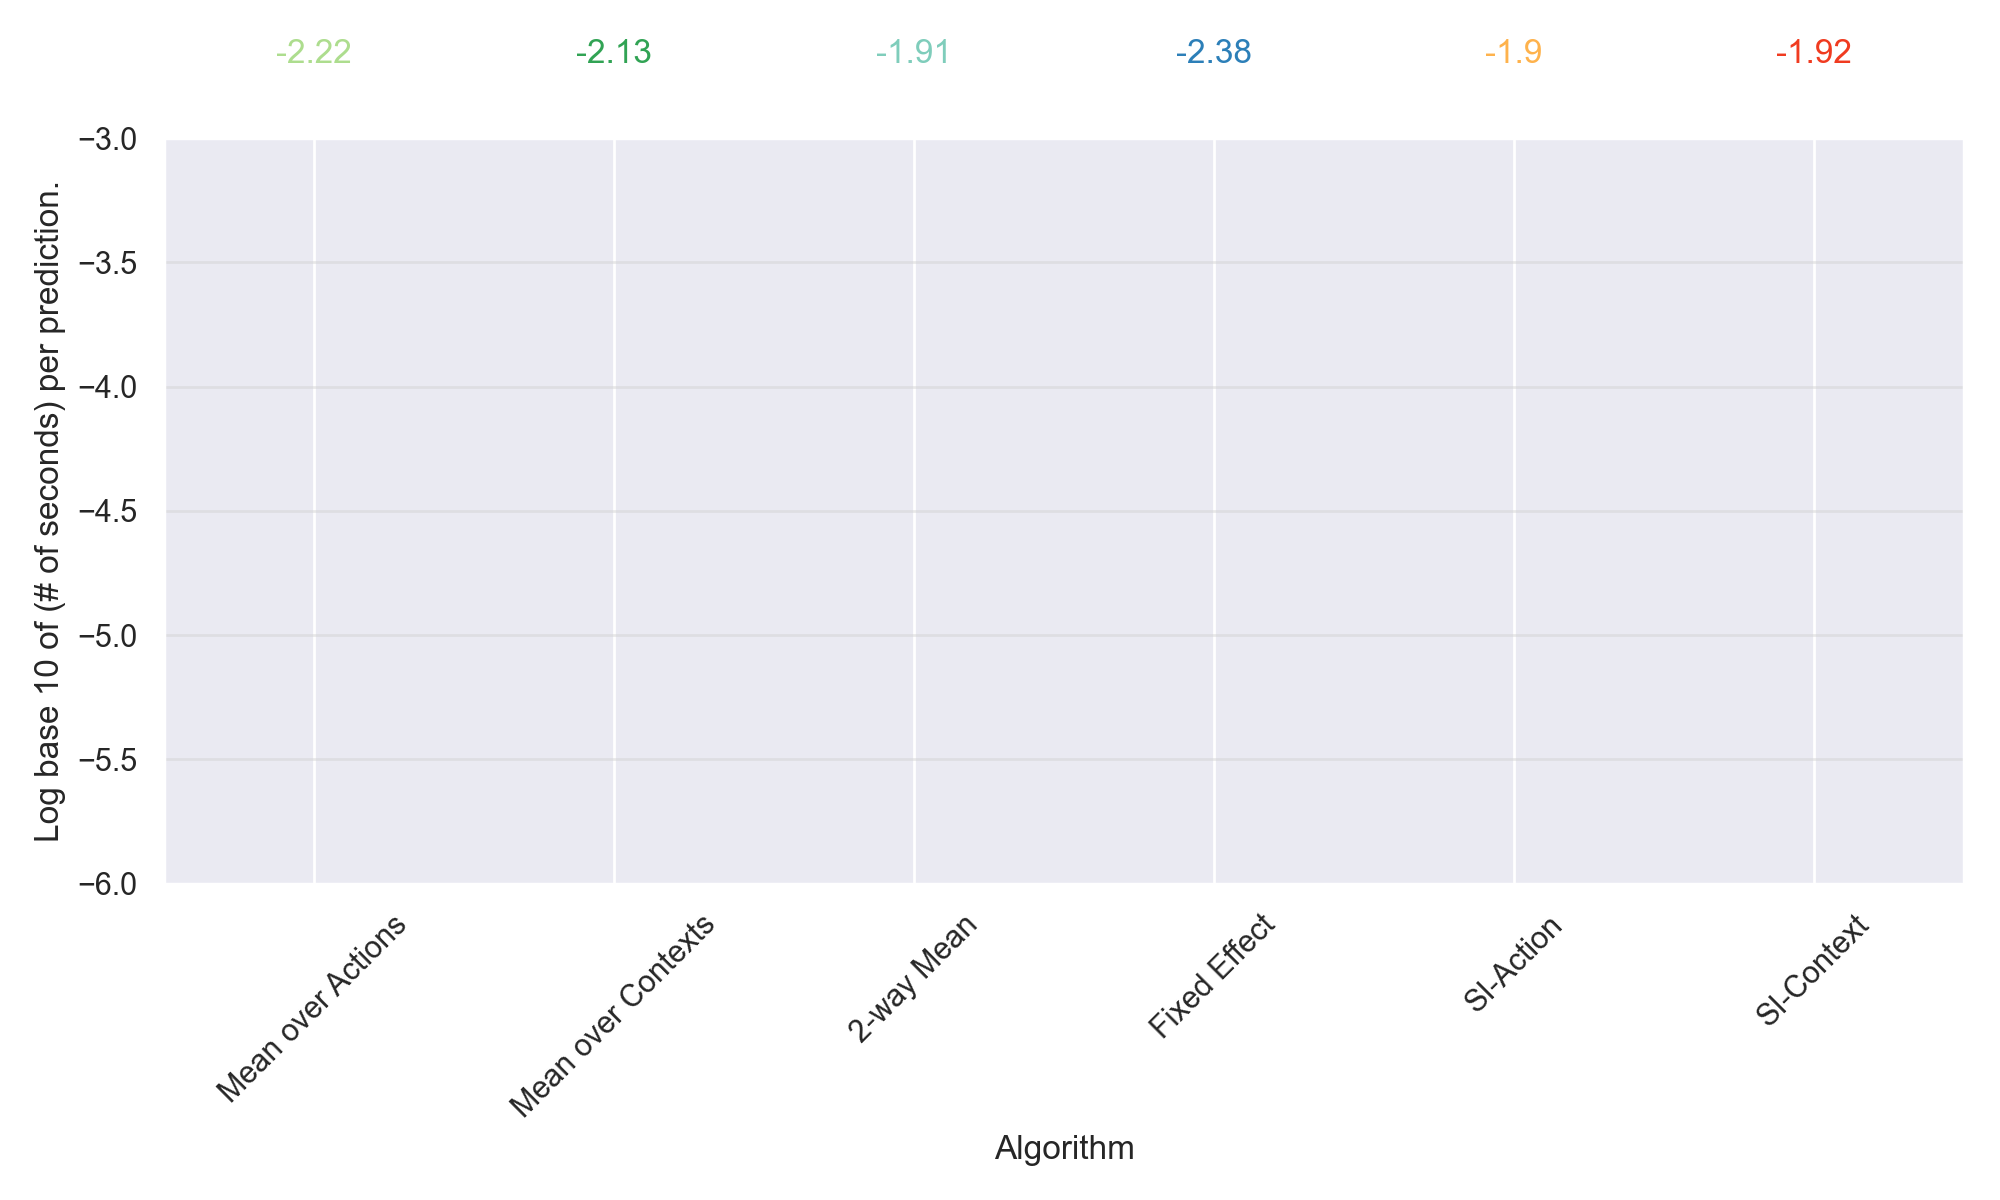 -2.22 -2.13 -1.91 -2.38 -1.9 -1.92
Log base 10 of (# of seconds) per prediction.
−3.0
−3.5
−4.0
−4.5
−5.0
−5.5
−6.0
Mean over Actions
Mean over Contexts
2-way Mean
Fixed Effect
SI-Action
SI-Context
Algorithm